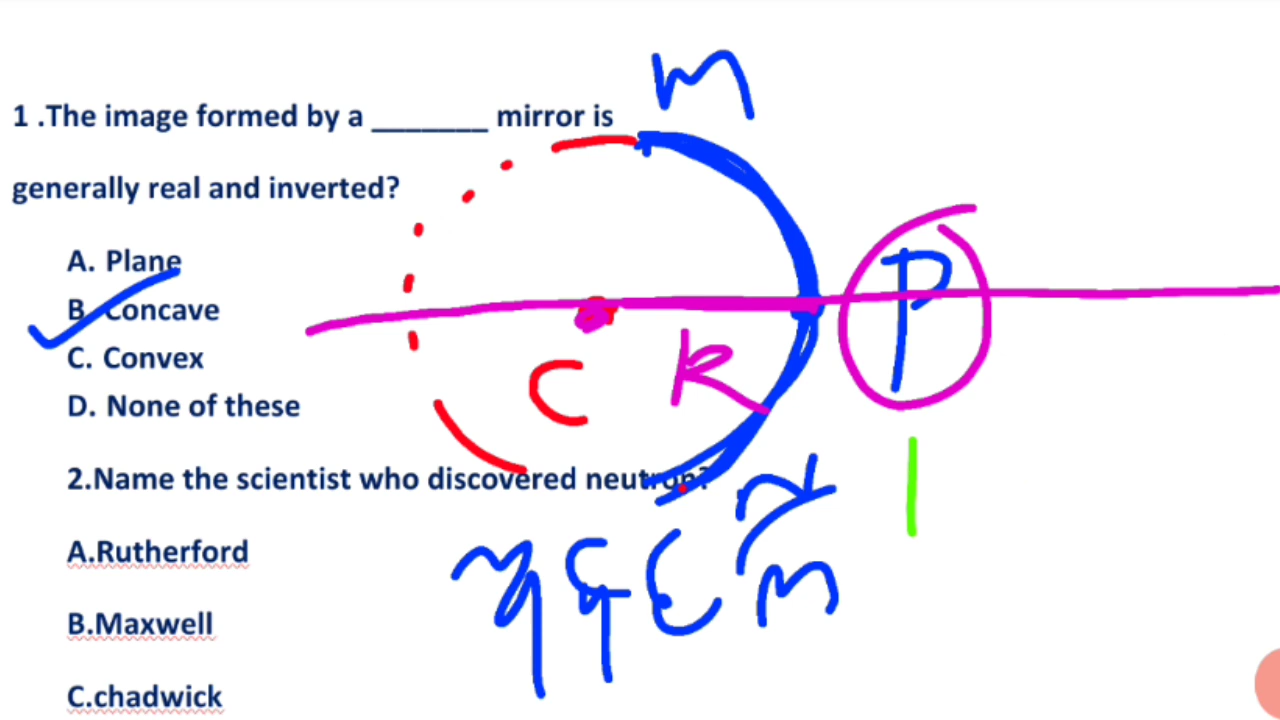 1 .The image formed by a _______ mirror is
generally real and inverted?
A. Plane
B. Concave
C. Convex
D. None of these
2.Name the scientist who discovered neutron?
A.Rutherford
B.Maxwell
C.chadwick
m
P
C
R